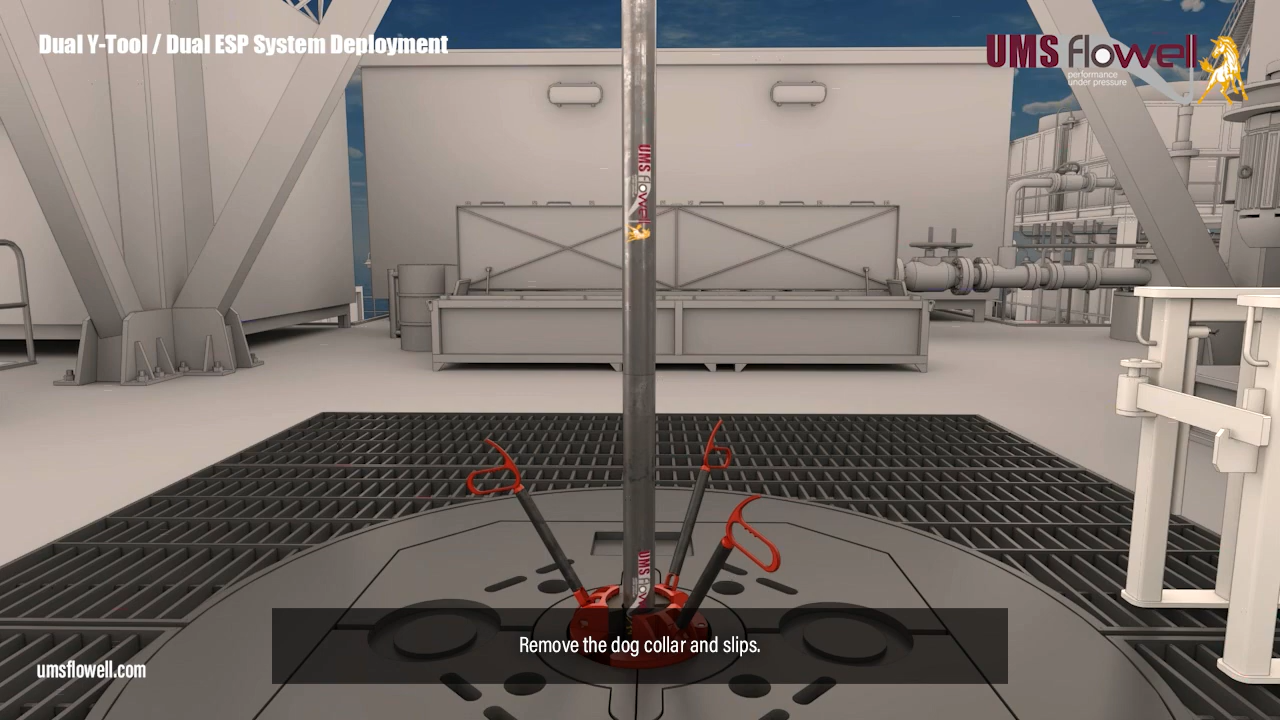 Dual Y-Tool / Dual ESP System Deployment
UMS flowell
performance
under pressure
UMS flowell
UMS flow
Remove the dog collar and slips.
umsflowell.com